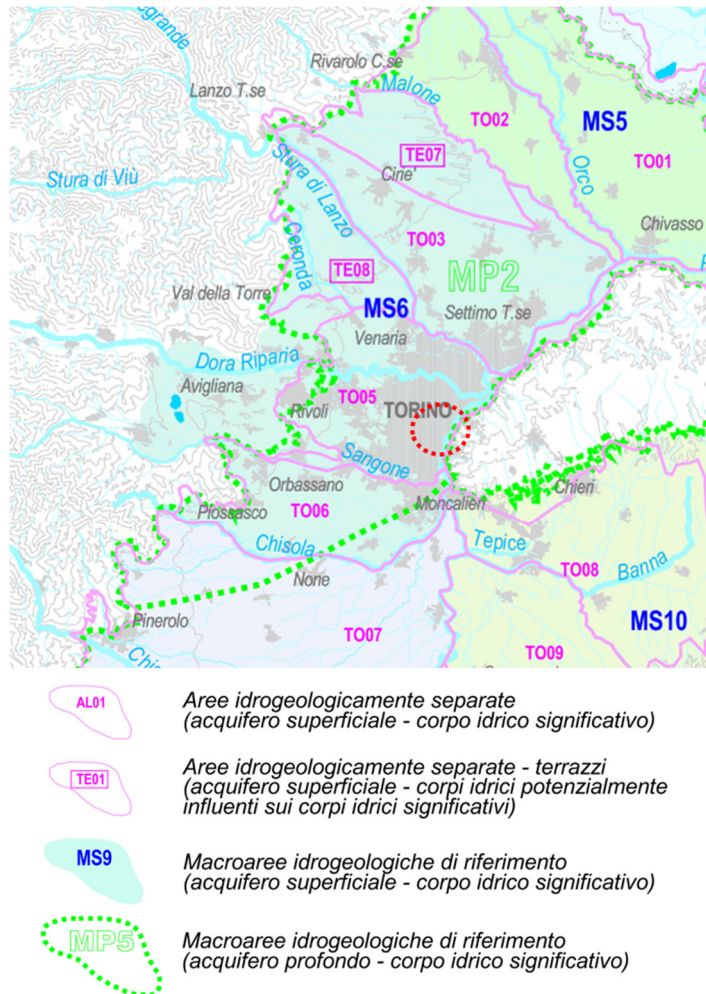 egrande
Rivarolo C.se
Lanzo T.se
Malone
TO02
MS5
TE07
TO01
Stura di Lanzo
Cirie'
Orco
Stura di Viù
TO03
Chivasso
Ceronda
TE08
MP2
Val della Torre
MS6
Settimo T.se
Venaria
Dora Riparia
Avigliana
TO05
Rivoli
TORINO
Sangone
Orbassano
Chieri
Piossasco
TO06
Moncalieri
Chisola
Tepice
None
TO08
Banna
Pinerolo
MS10
TO07
TO09
Chis
AL01
Aree idrogeologicamente separate
(acquifero superficiale - corpo idrico significativo)
TE01
Aree idrogeologicamente separate - terrazzi
(acquifero superficiale - corpi idrici potenzialmente
influenti sui corpi idrici significativi)
MS9
Macroaree idrogeologiche di riferimento
(acquifero superficiale - corpo idrico significativo)
MP5
Macroaree idrogeologiche di riferimento
(acquifero profondo - corpo idrico significativo)